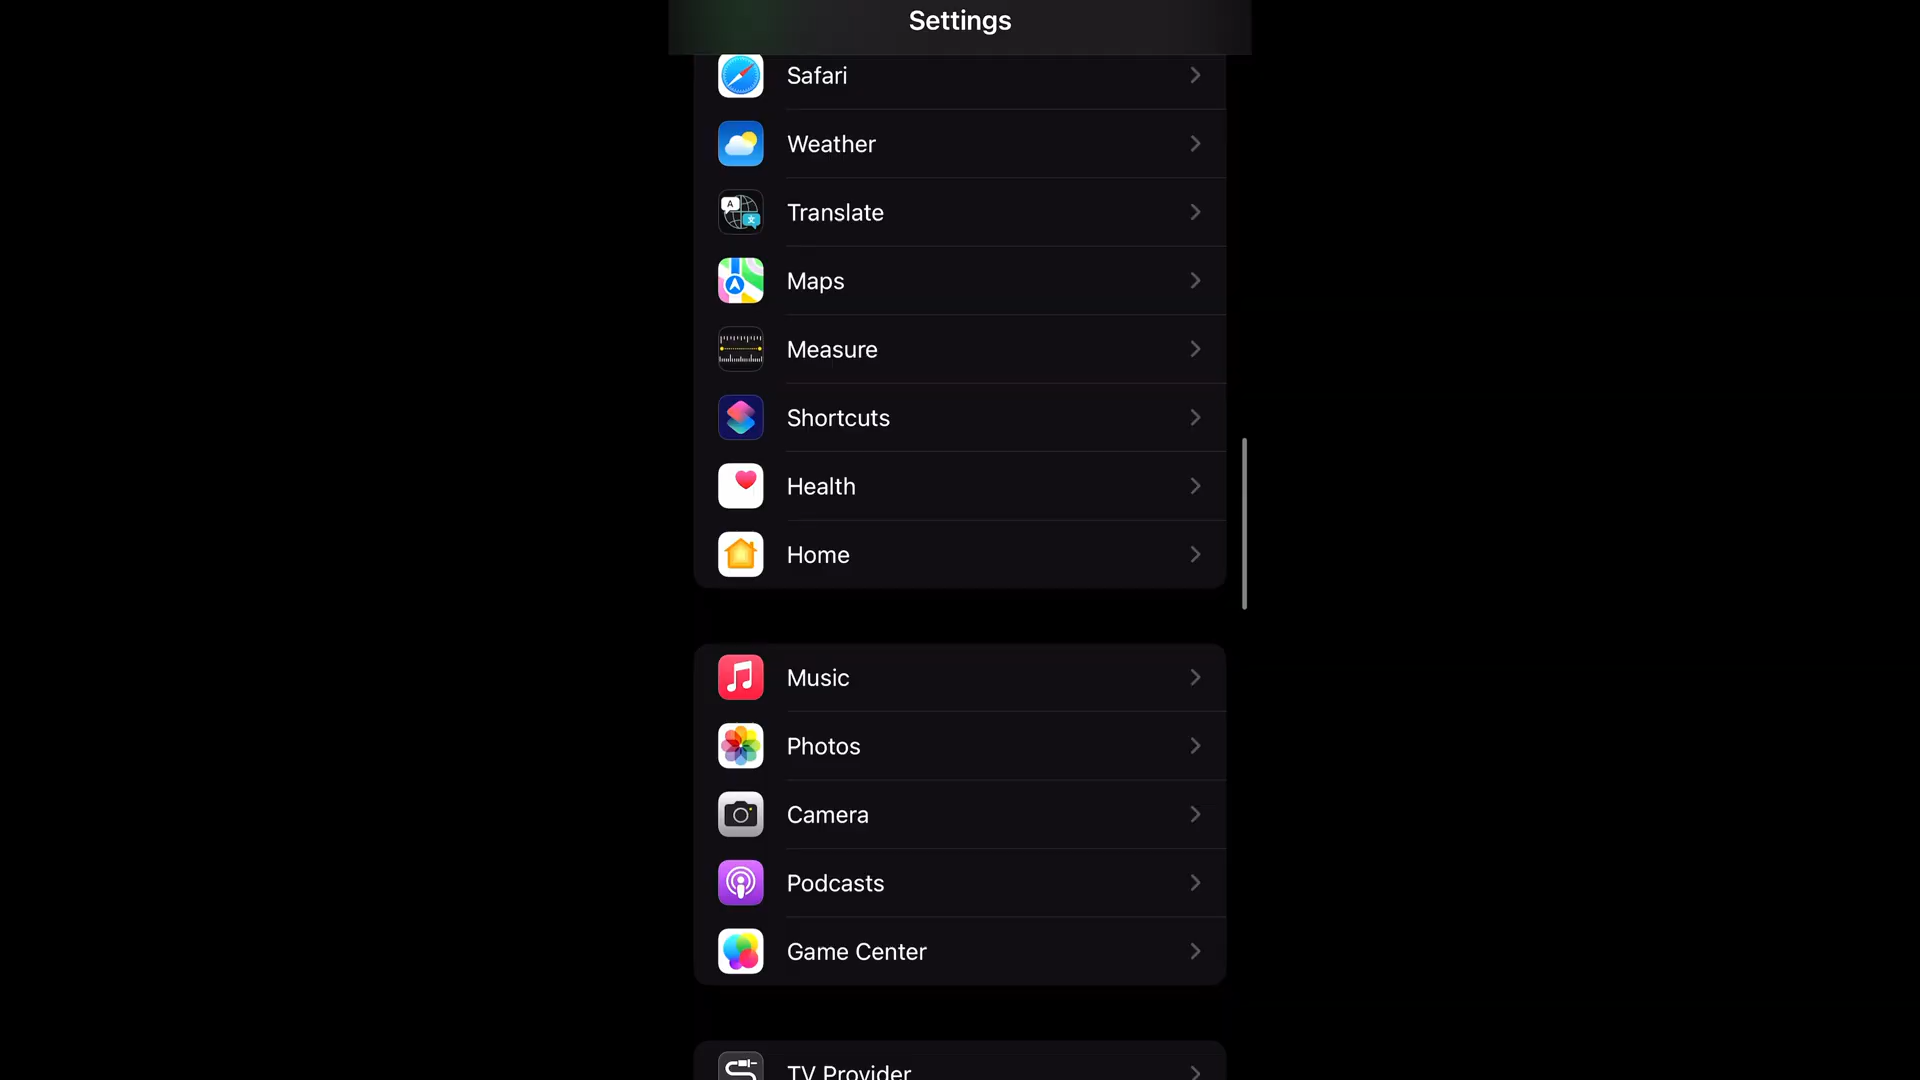 Settings
Safari
Weather
Translate
Maps
Measure
Shortcuts
Health
Home
Music
Photos
Camera
Podcasts
Game Center
TV Provider